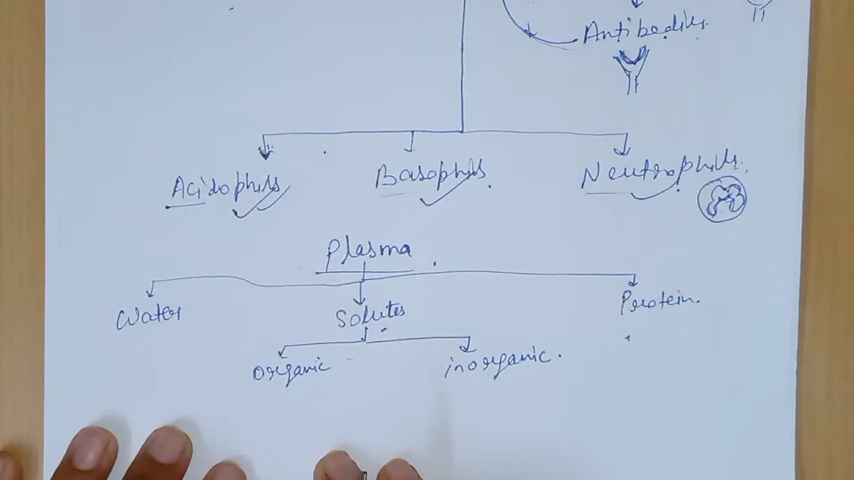 Antibodies
Acidophils Basophils Neutrophils
Plasma
Water Solutes Protein
Organic inorganic